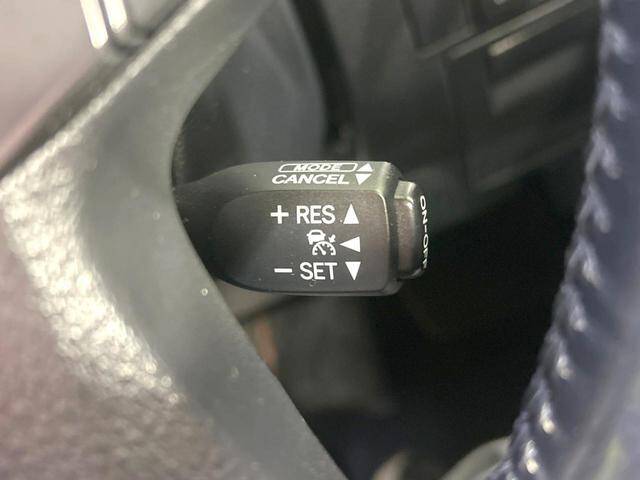 MODE
CANCEL
+ RES
- SET
ON-OFF